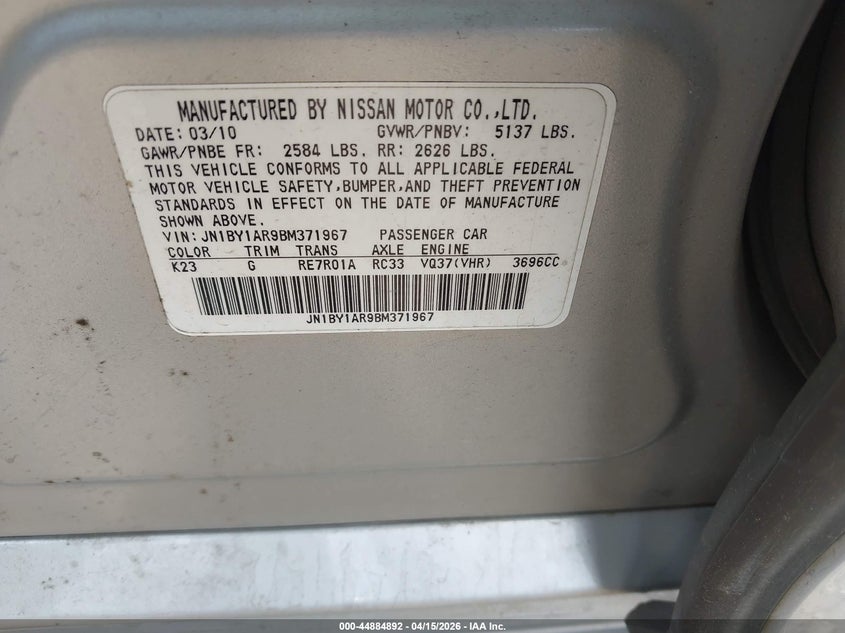 MANUFACTURED BY NISSAN MOTOR CO.,LTD.
DATE: 03/10 GVWR/PNBV: 5137 LBS.
GAWR/PNBE FR: 2584 LBS. RR: 2626 LBS.
THIS VEHICLE CONFORMS TO ALL APPLICABLE FEDERAL
MOTOR VEHICLE SAFETY,BUMPER,AND THEFT PREVENTION
STANDARDS IN EFFECT ON THE DATE OF MANUFACTURE
SHOWN ABOVE.
VIN: JN1BY1AR9BM371967 PASSENGER CAR
COLOR TRIM TRANS AXLE ENGINE
K23 G RE7R01A RC33 VQ37(VHR) 3696CC
JN1BY1AR9BM371967
000-44884892 - 04/15/2026 - IAA Inc.